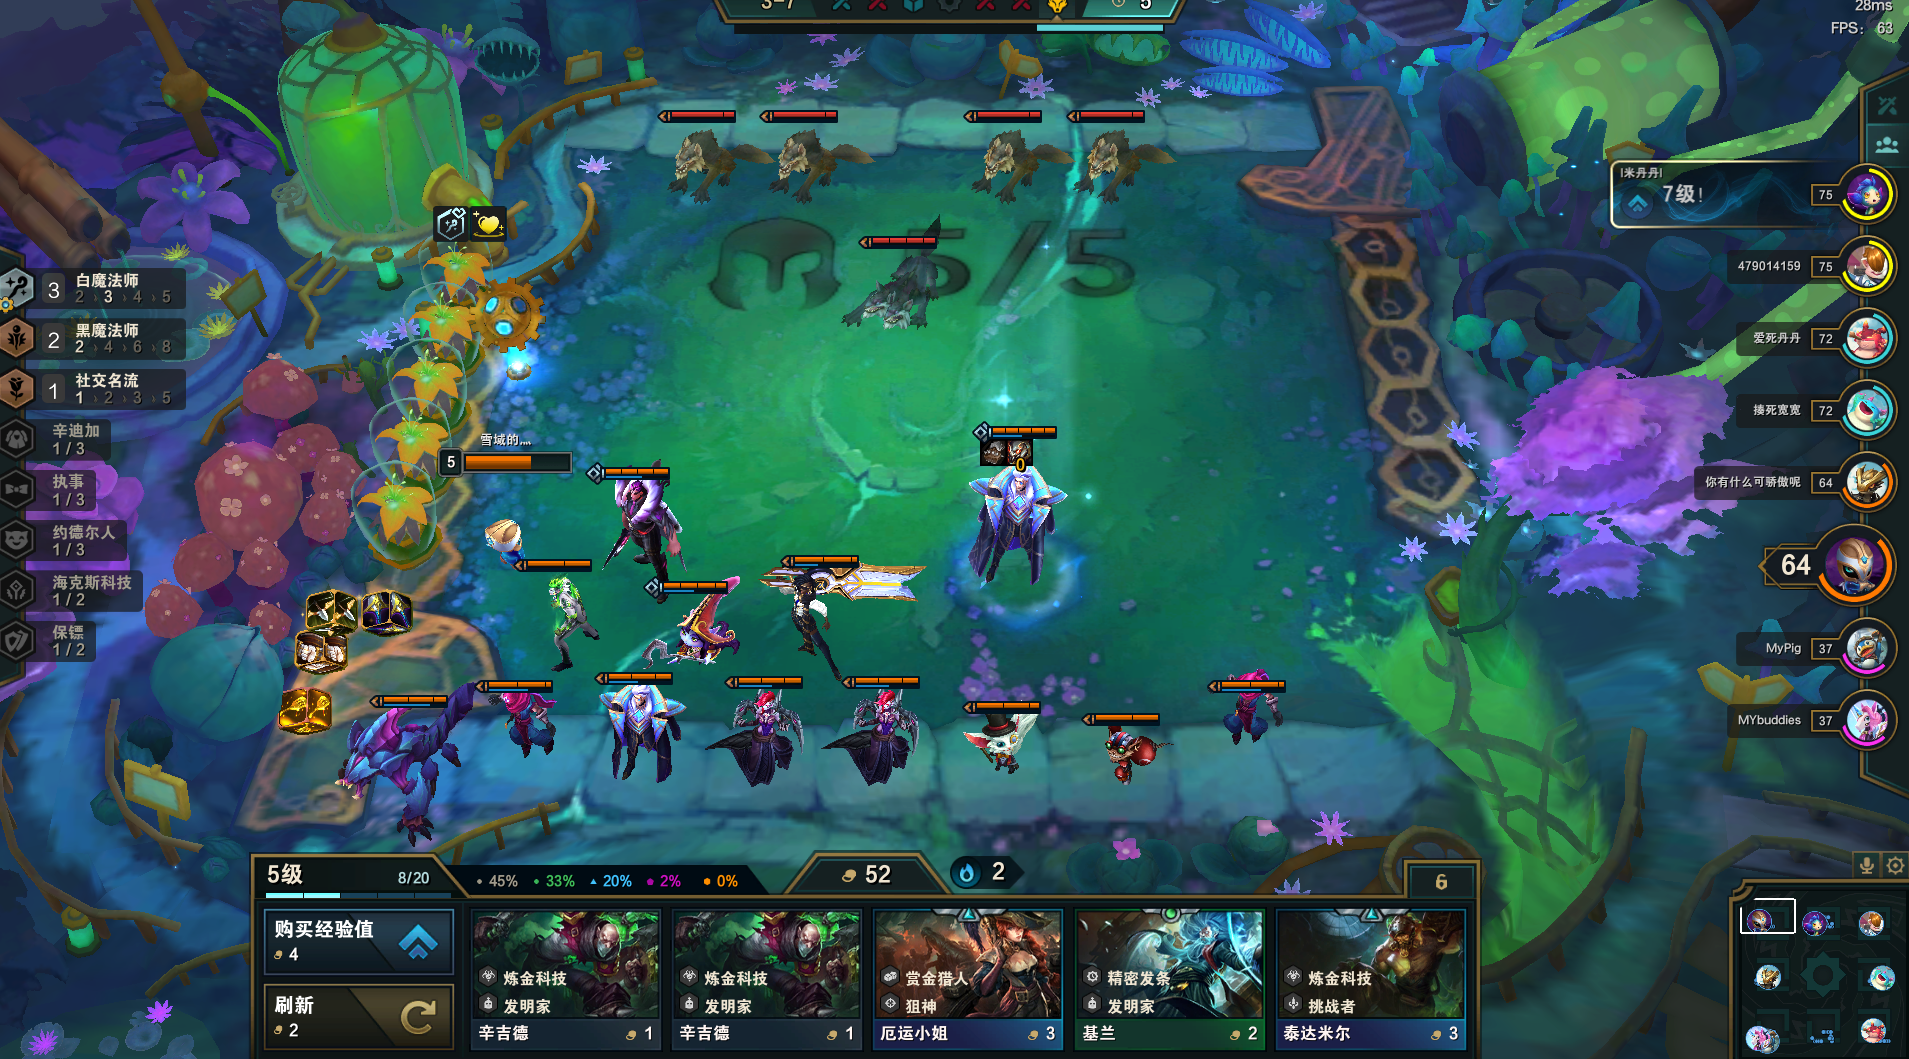 3-7
5
28ms
FPS: 63
5/5
|米丹丹|
7级!
75
479014159
75
爱死丹丹
72
揍死宽宽
72
你有什么可骄傲呢
64
64
MyPig
37
MYbuddies
37
3
白魔法师
2 › 3 › 4 › 5
2
黑魔法师
2 › 4 › 6 › 8
1
社交名流
1 › 2 › 3 › 5
辛迪加
1 / 3
执事
1 / 3
约德尔人
1 / 3
海克斯科技
1 / 2
保镖
1 / 2
雪域的...
5
0
5级
8/20
45%
33%
20%
2%
0%
52
2
6
购买经验值
4
刷新
2
炼金科技
发明家
辛吉德
1
炼金科技
发明家
辛吉德
1
赏金猎人
狙神
厄运小姐
3
精密发条
发明家
基兰
2
炼金科技
挑战者
泰达米尔
3